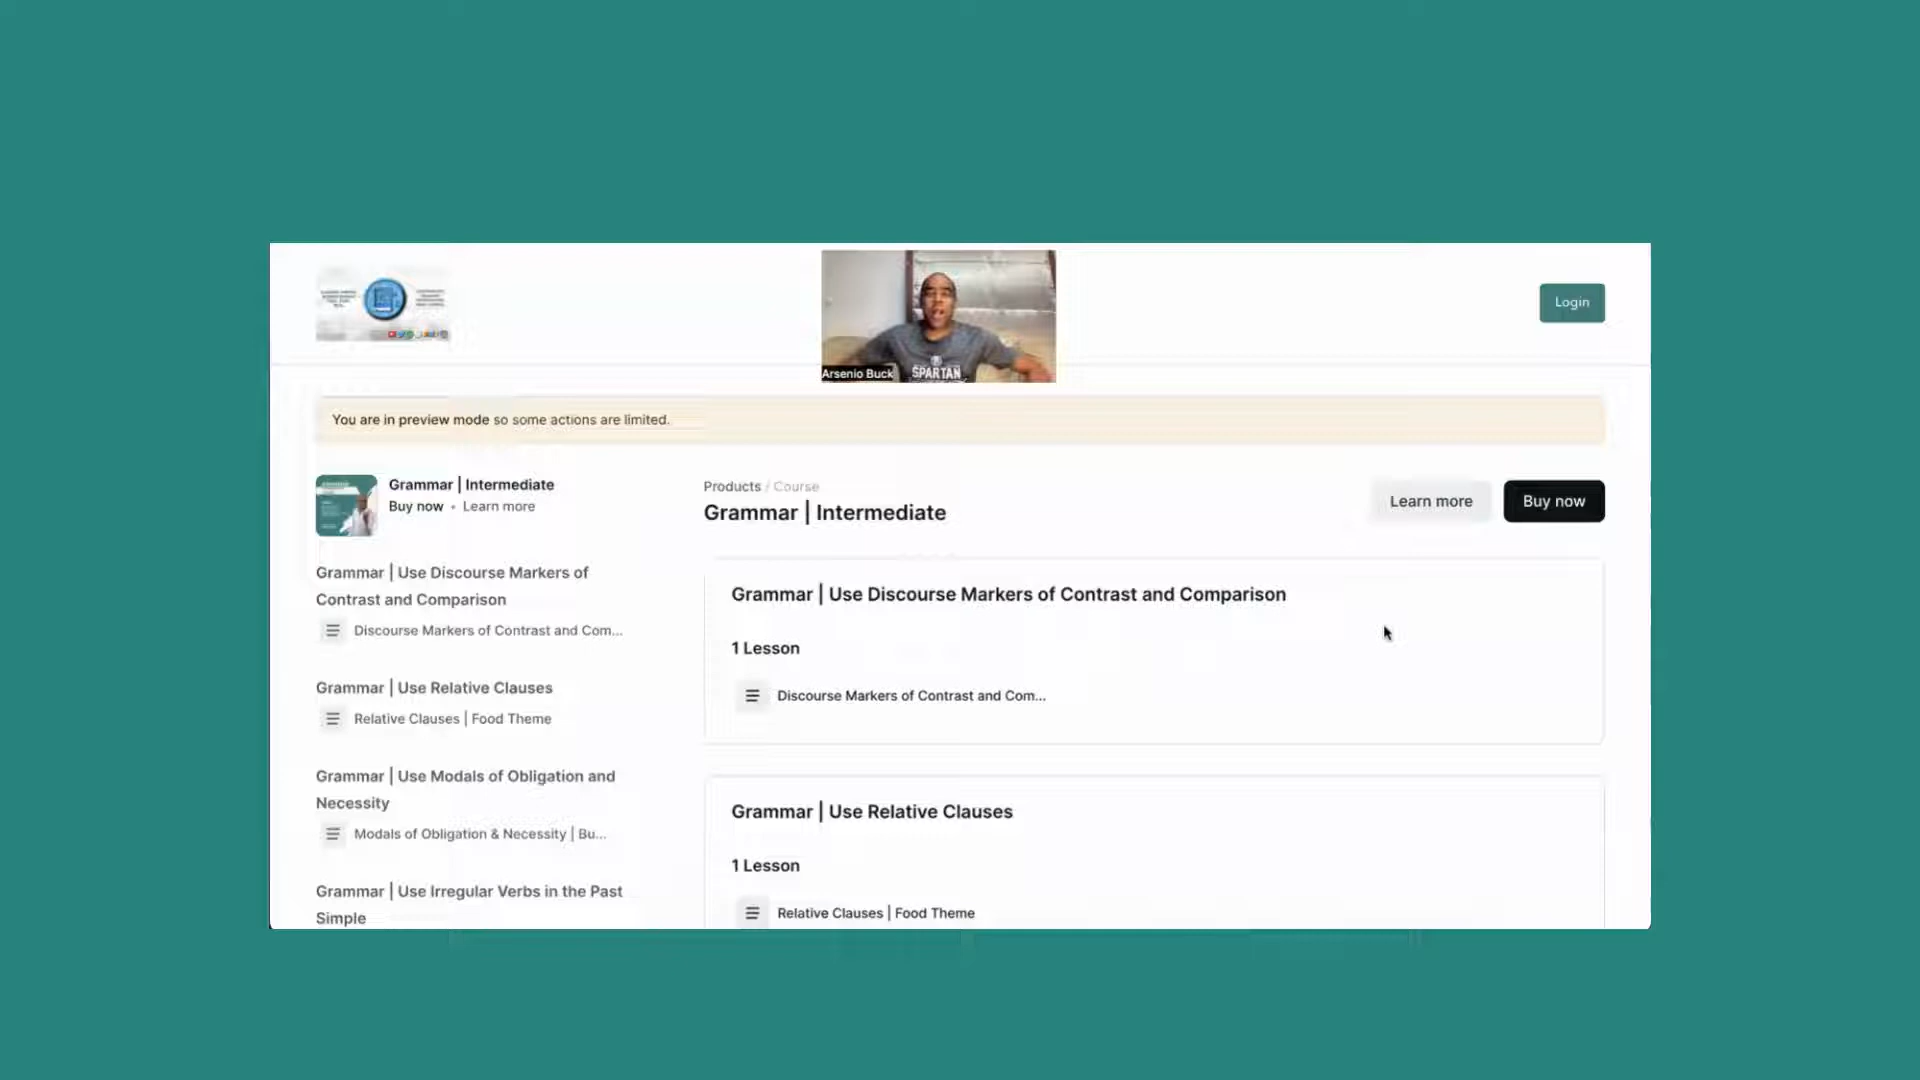 Login
Arsenio Buck
SPARTAN
You are in preview mode so some actions are limited.
Grammar | Intermediate
Buy now • Learn more
Grammar | Use Discourse Markers of
Contrast and Comparison
Discourse Markers of Contrast and Com...
Grammar | Use Relative Clauses
Relative Clauses | Food Theme
Grammar | Use Modals of Obligation and
Necessity
Modals of Obligation & Necessity | Bu...
Grammar | Use Irregular Verbs in the Past
Simple
Products / Course
Grammar | Intermediate
Learn more
Buy now
Grammar | Use Discourse Markers of Contrast and Comparison
1 Lesson
Discourse Markers of Contrast and Com...
Grammar | Use Relative Clauses
1 Lesson
Relative Clauses | Food Theme